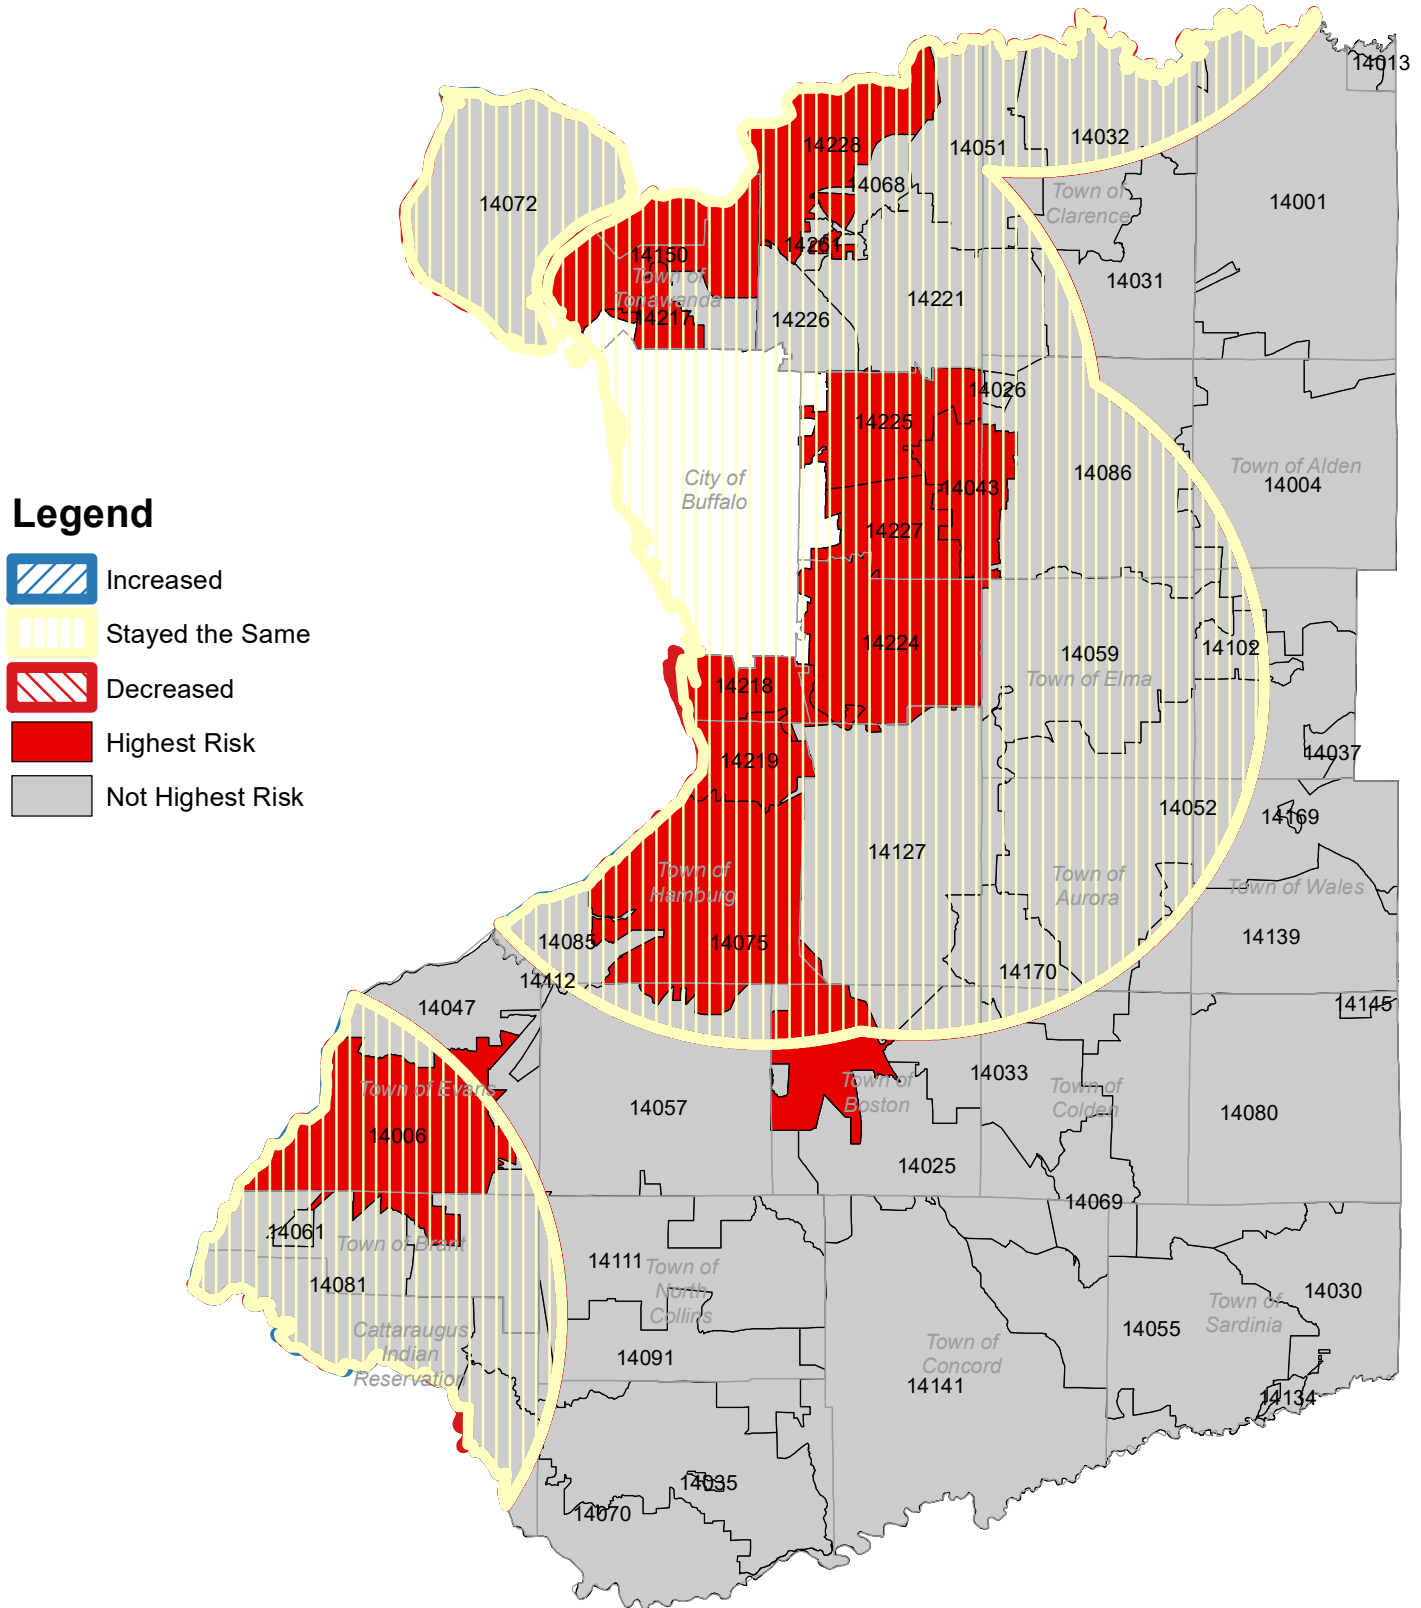 14013
14032
14228
14051
14068
Town of
Clarence
14001
14072
14261
14150
Town of
Tonawanda
14031
14221
14217
14226
14026
14225
City of
Buffalo
14043
14086
Town of Alden
14004
14227
Legend
Increased
Stayed the Same
Decreased
Highest Risk
Not Highest Risk
14224
14059
14102
Town of Elma
14218
14219
14037
14052
14169
14127
Town of
Hamburg
Town of
Aurora
Town of Wales
14085
14075
14139
14112
14170
14047
14145
Town of Evans
Town of
Boston
14033
Town of
Colden
14057
14080
14006
14025
14069
14061
Town of Brant
14081
14111
Town of
North
Collins
14030
Town of
Sardinia
14055
Cattaraugus
Indian
Reservation
14091
Town of
Concord
14141
14134
14035
14070